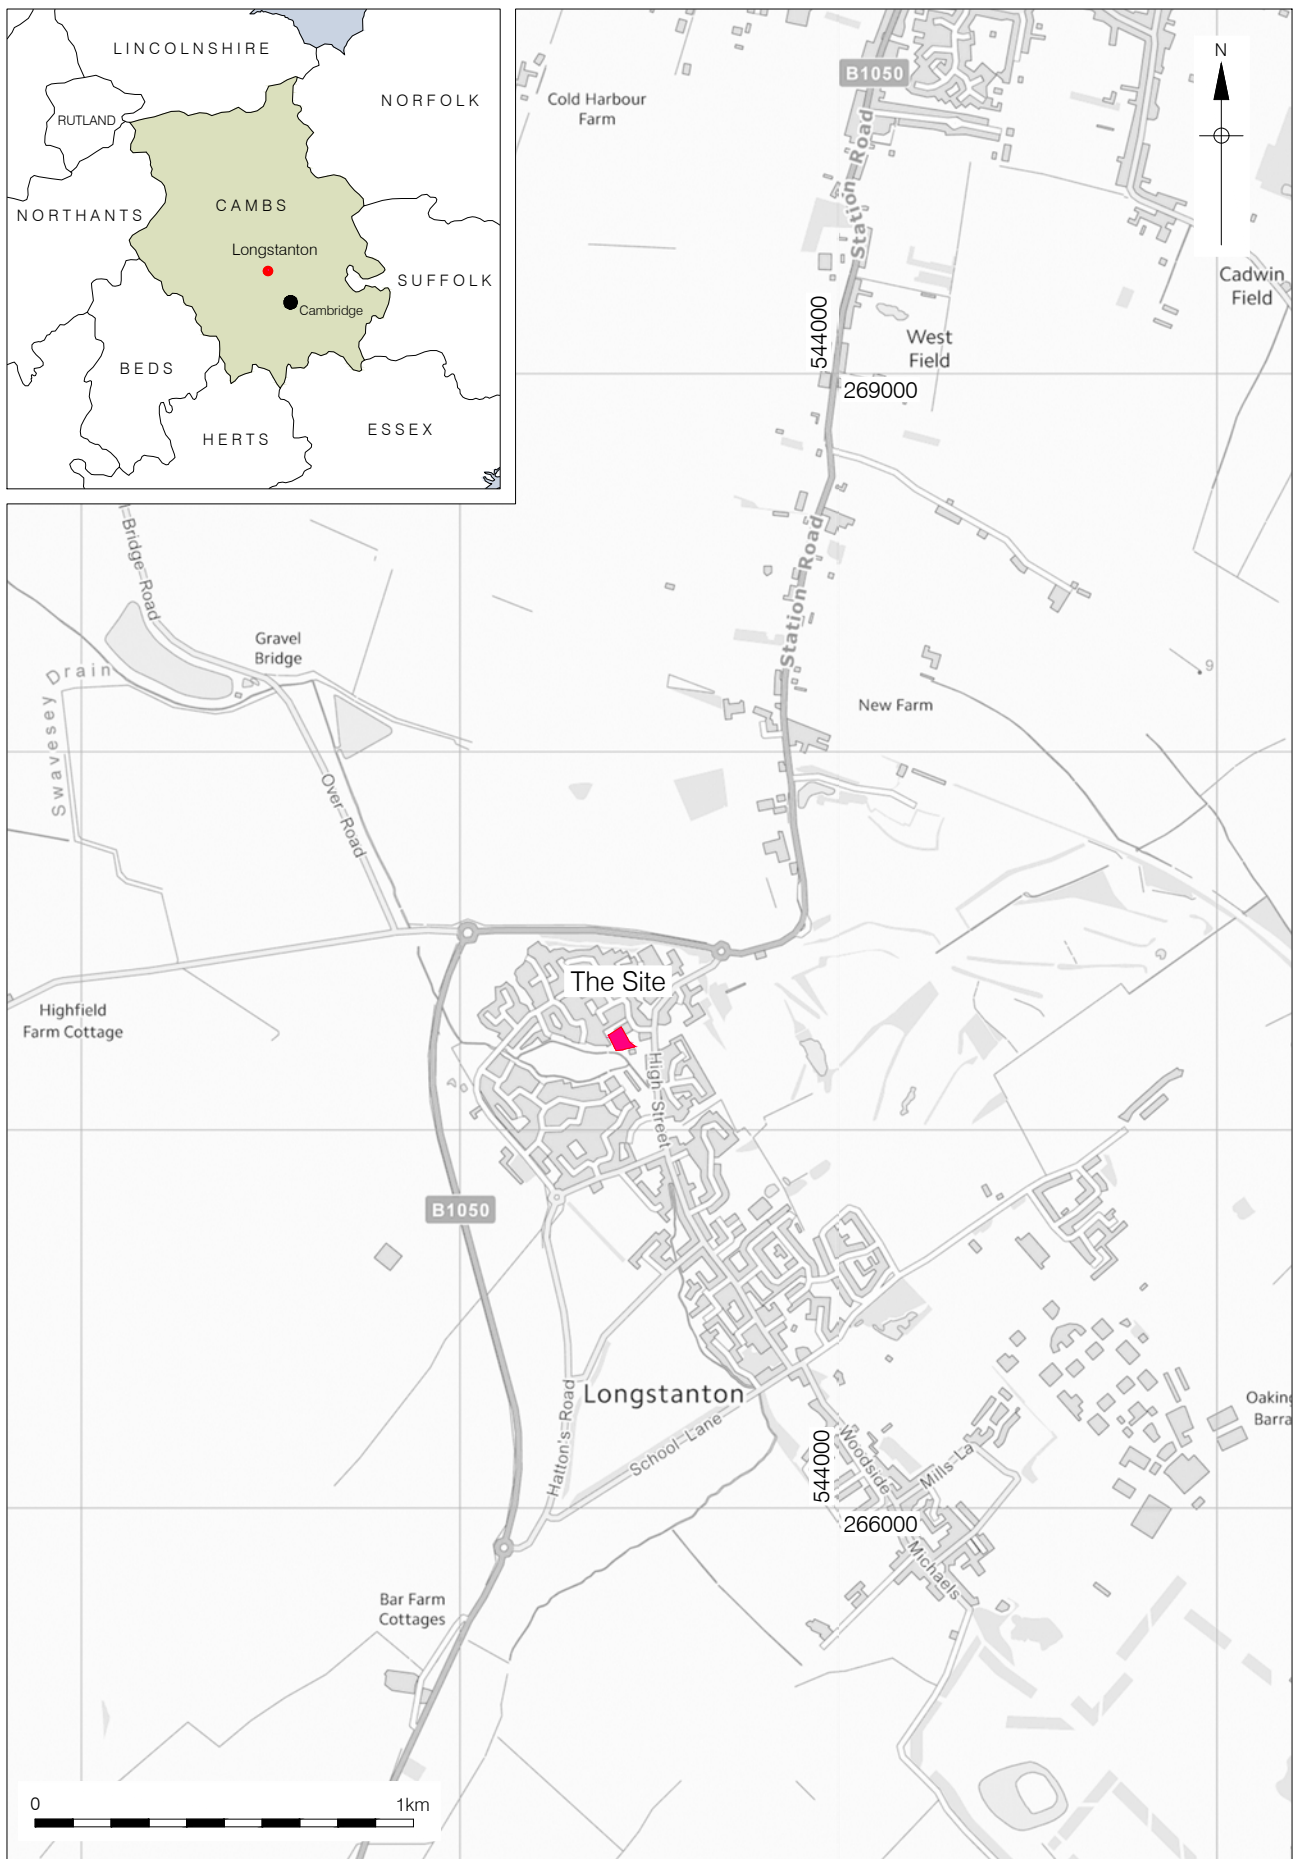 LINCOLNSHIRE
NORFOLK
RUTLAND
NORTHANTS
CAMBS
Longstanton
SUFFOLK
Cambridge
BEDS
HERTS
ESSEX
B1050
N
Cold Harbour
Farm
Station Road
Cadwin
Field
544000
West
Field
269000
Bridge Road
Station Road
Gravel
Bridge
Swavesey Drain
9
New Farm
Over Road
The Site
Highfield
Farm Cottage
High Street
B1050
Longstanton
Hatton's Road
School Lane
Oaking
Barra
544000
Woodside
Mills La
266000
Michaels
Bar Farm
Cottages
0
1km